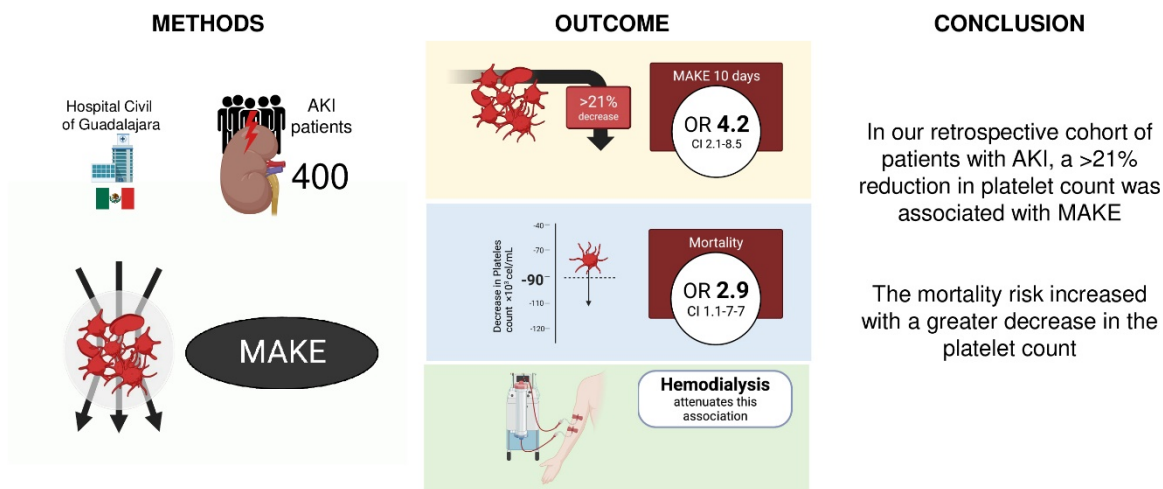 METHODS
Hospital Civil
of Guadalajara
AKI
patients
400
MAKE
OUTCOME
>21%
decrease
MAKE 10 days
OR 4.2
CI 2.1-8.5
Decrease in Plateles
count ×10³ cel/mL
-40
-70
-90
-110
-120
Mortality
OR 2.9
CI 1.1-7-7
Hemodialysis
attenuates this
association
CONCLUSION
In our retrospective cohort of
patients with AKI, a >21%
reduction in platelet count was
associated with MAKE
The mortality risk increased
with a greater decrease in the
platelet count